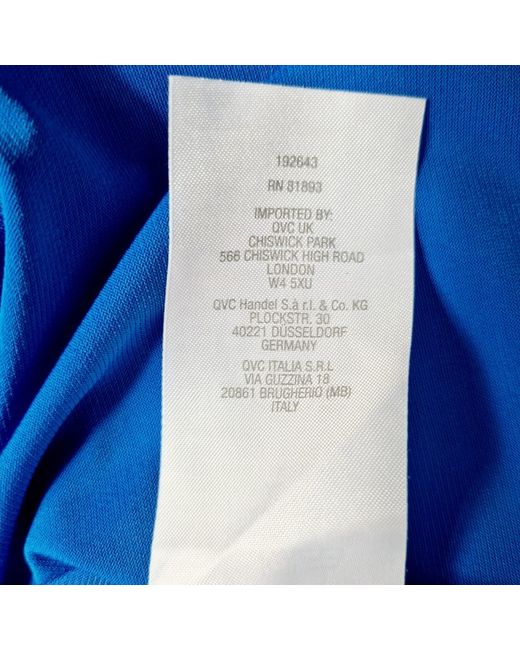 192643
RN 81893
IMPORTED BY:
QVC UK
CHISWICK PARK
566 CHISWICK HIGH ROAD
LONDON
W4 5XU
QVC Handel S.à r.l. & Co. KG
PLOCKSTR. 30
40221 DÜSSELDORF
GERMANY
QVC ITALIA S.R.L
VIA GUZZINA 18
20861 BRUGHERIO (MB)
ITALY